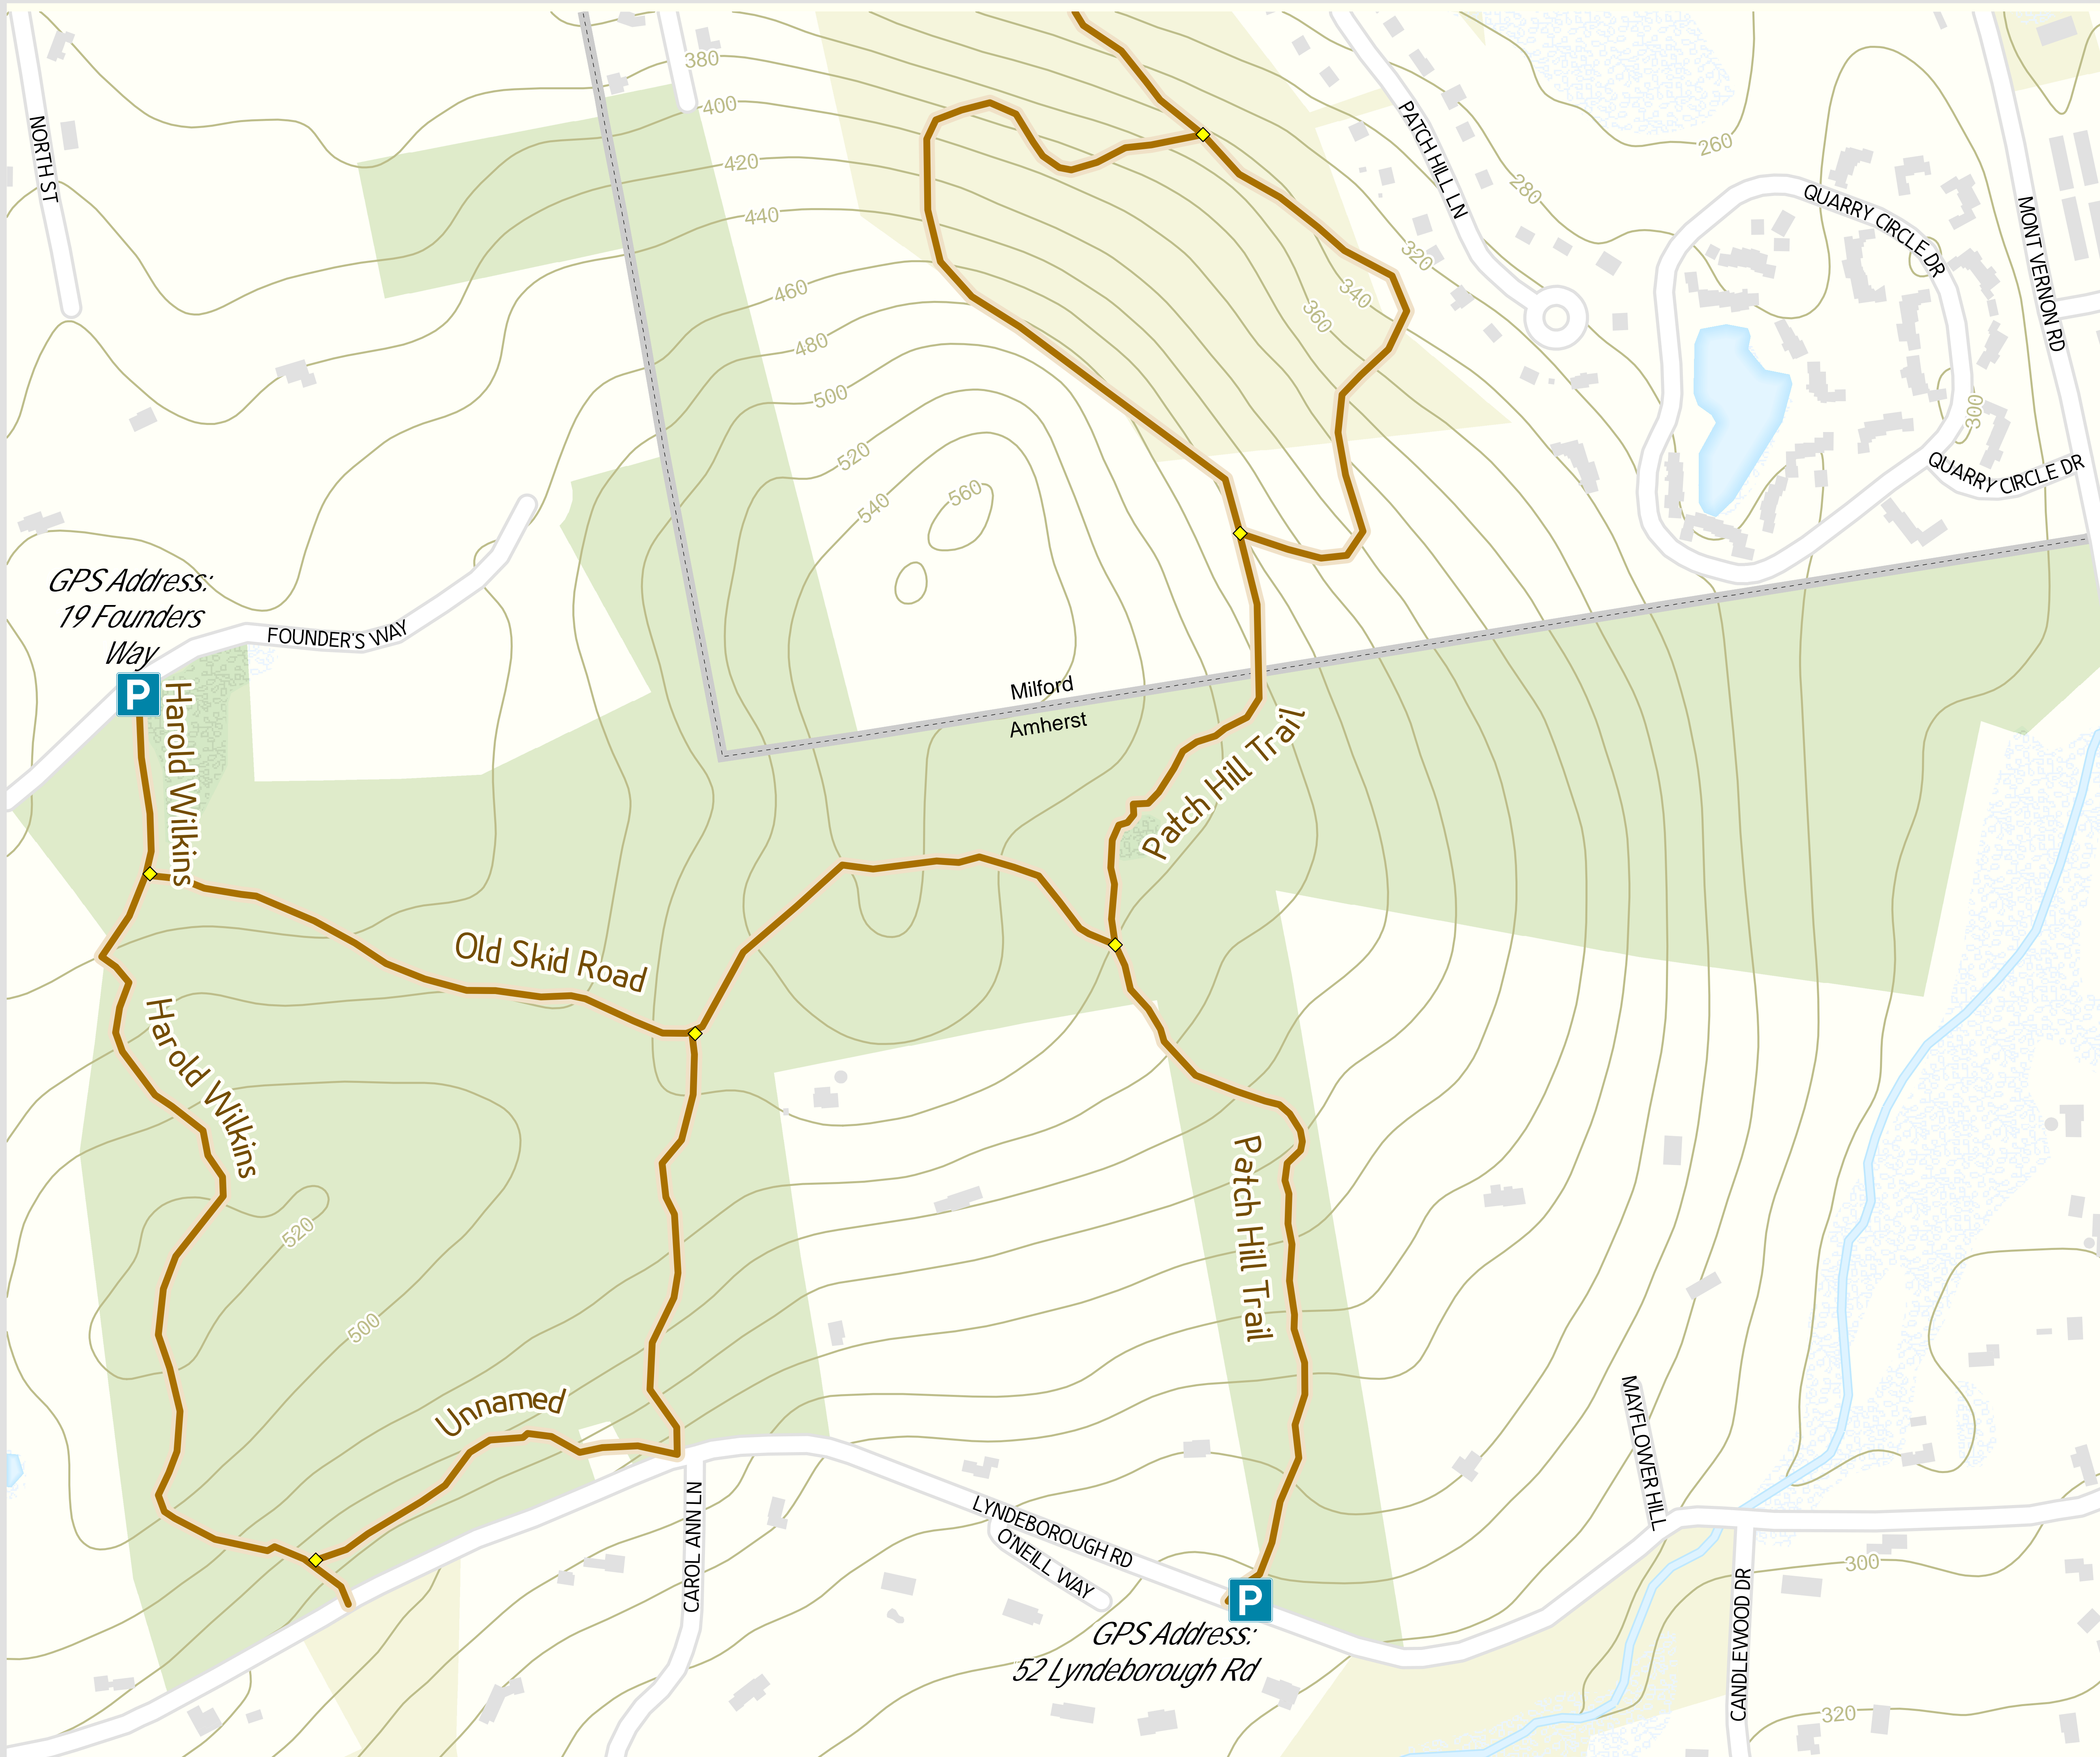 380
400
420
440
460
480
500
520
540
560
NORTH ST
PATCH HILL LN
260
280
320
340
360
QUARRY CIRCLE DR
MONT VERNON RD
300
QUARRY CIRCLE DR
GPS Address:
19 Founders
Way
FOUNDER'S WAY
P
Harold Wilkins
Milford
Amherst
Patch Hill Trail
Old Skid Road
Harold Wilkins
520
500
Patch Hill Trail
Unnamed
MAYFLOVER HILL
CAROL ANN LN
LYNDEBOROUGH RD
O'NEILL WAY
P
GPS Address:
52 Lyndeborough Rd
300
CANDLEWOOD DR
320